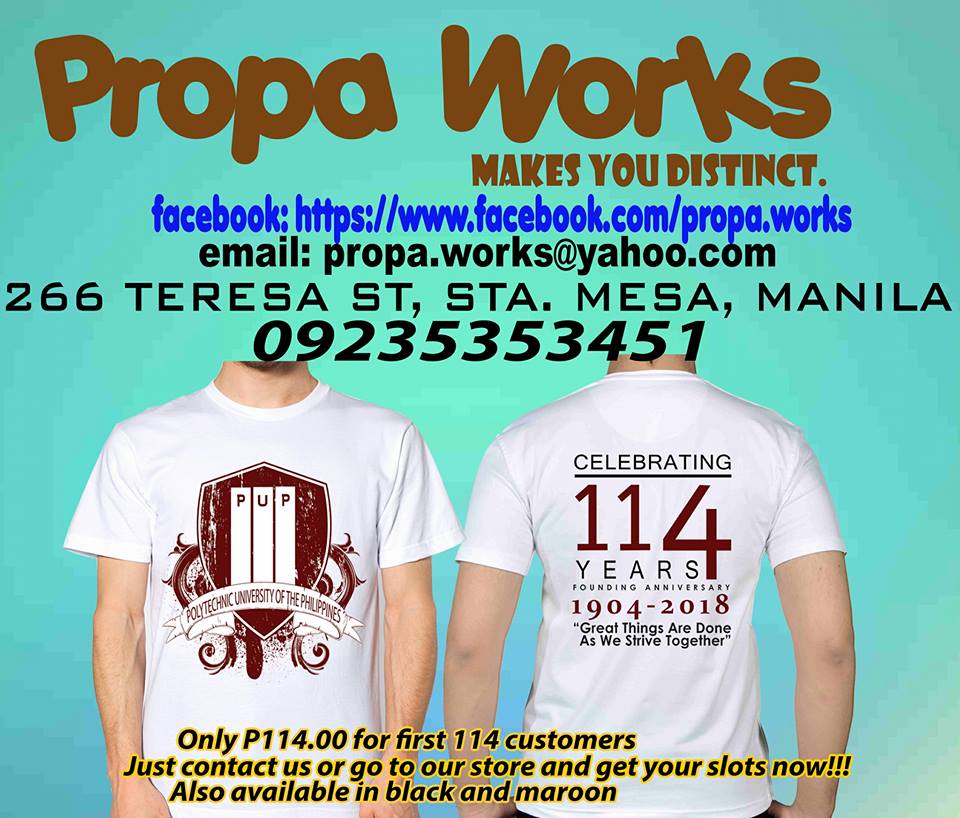 Propa Works
MAKES YOU DISTINCT.
facebook: https://www.facebook.com/propa.works
email: propa.works@yahoo.com
266 TERESA ST, STA. MESA, MANILA
09235353451
PUP
POLYTECHNIC UNIVERSITY OF THE PHILIPPINES
CELEBRATING
114
YEARS
FOUNDING ANNIVERSARY
1904-2018
“Great Things Are Done
As We Strive Together”
Only P114.00 for first 114 customers
Just contact us or go to our store and get your slots now!!!
Also available in black and maroon